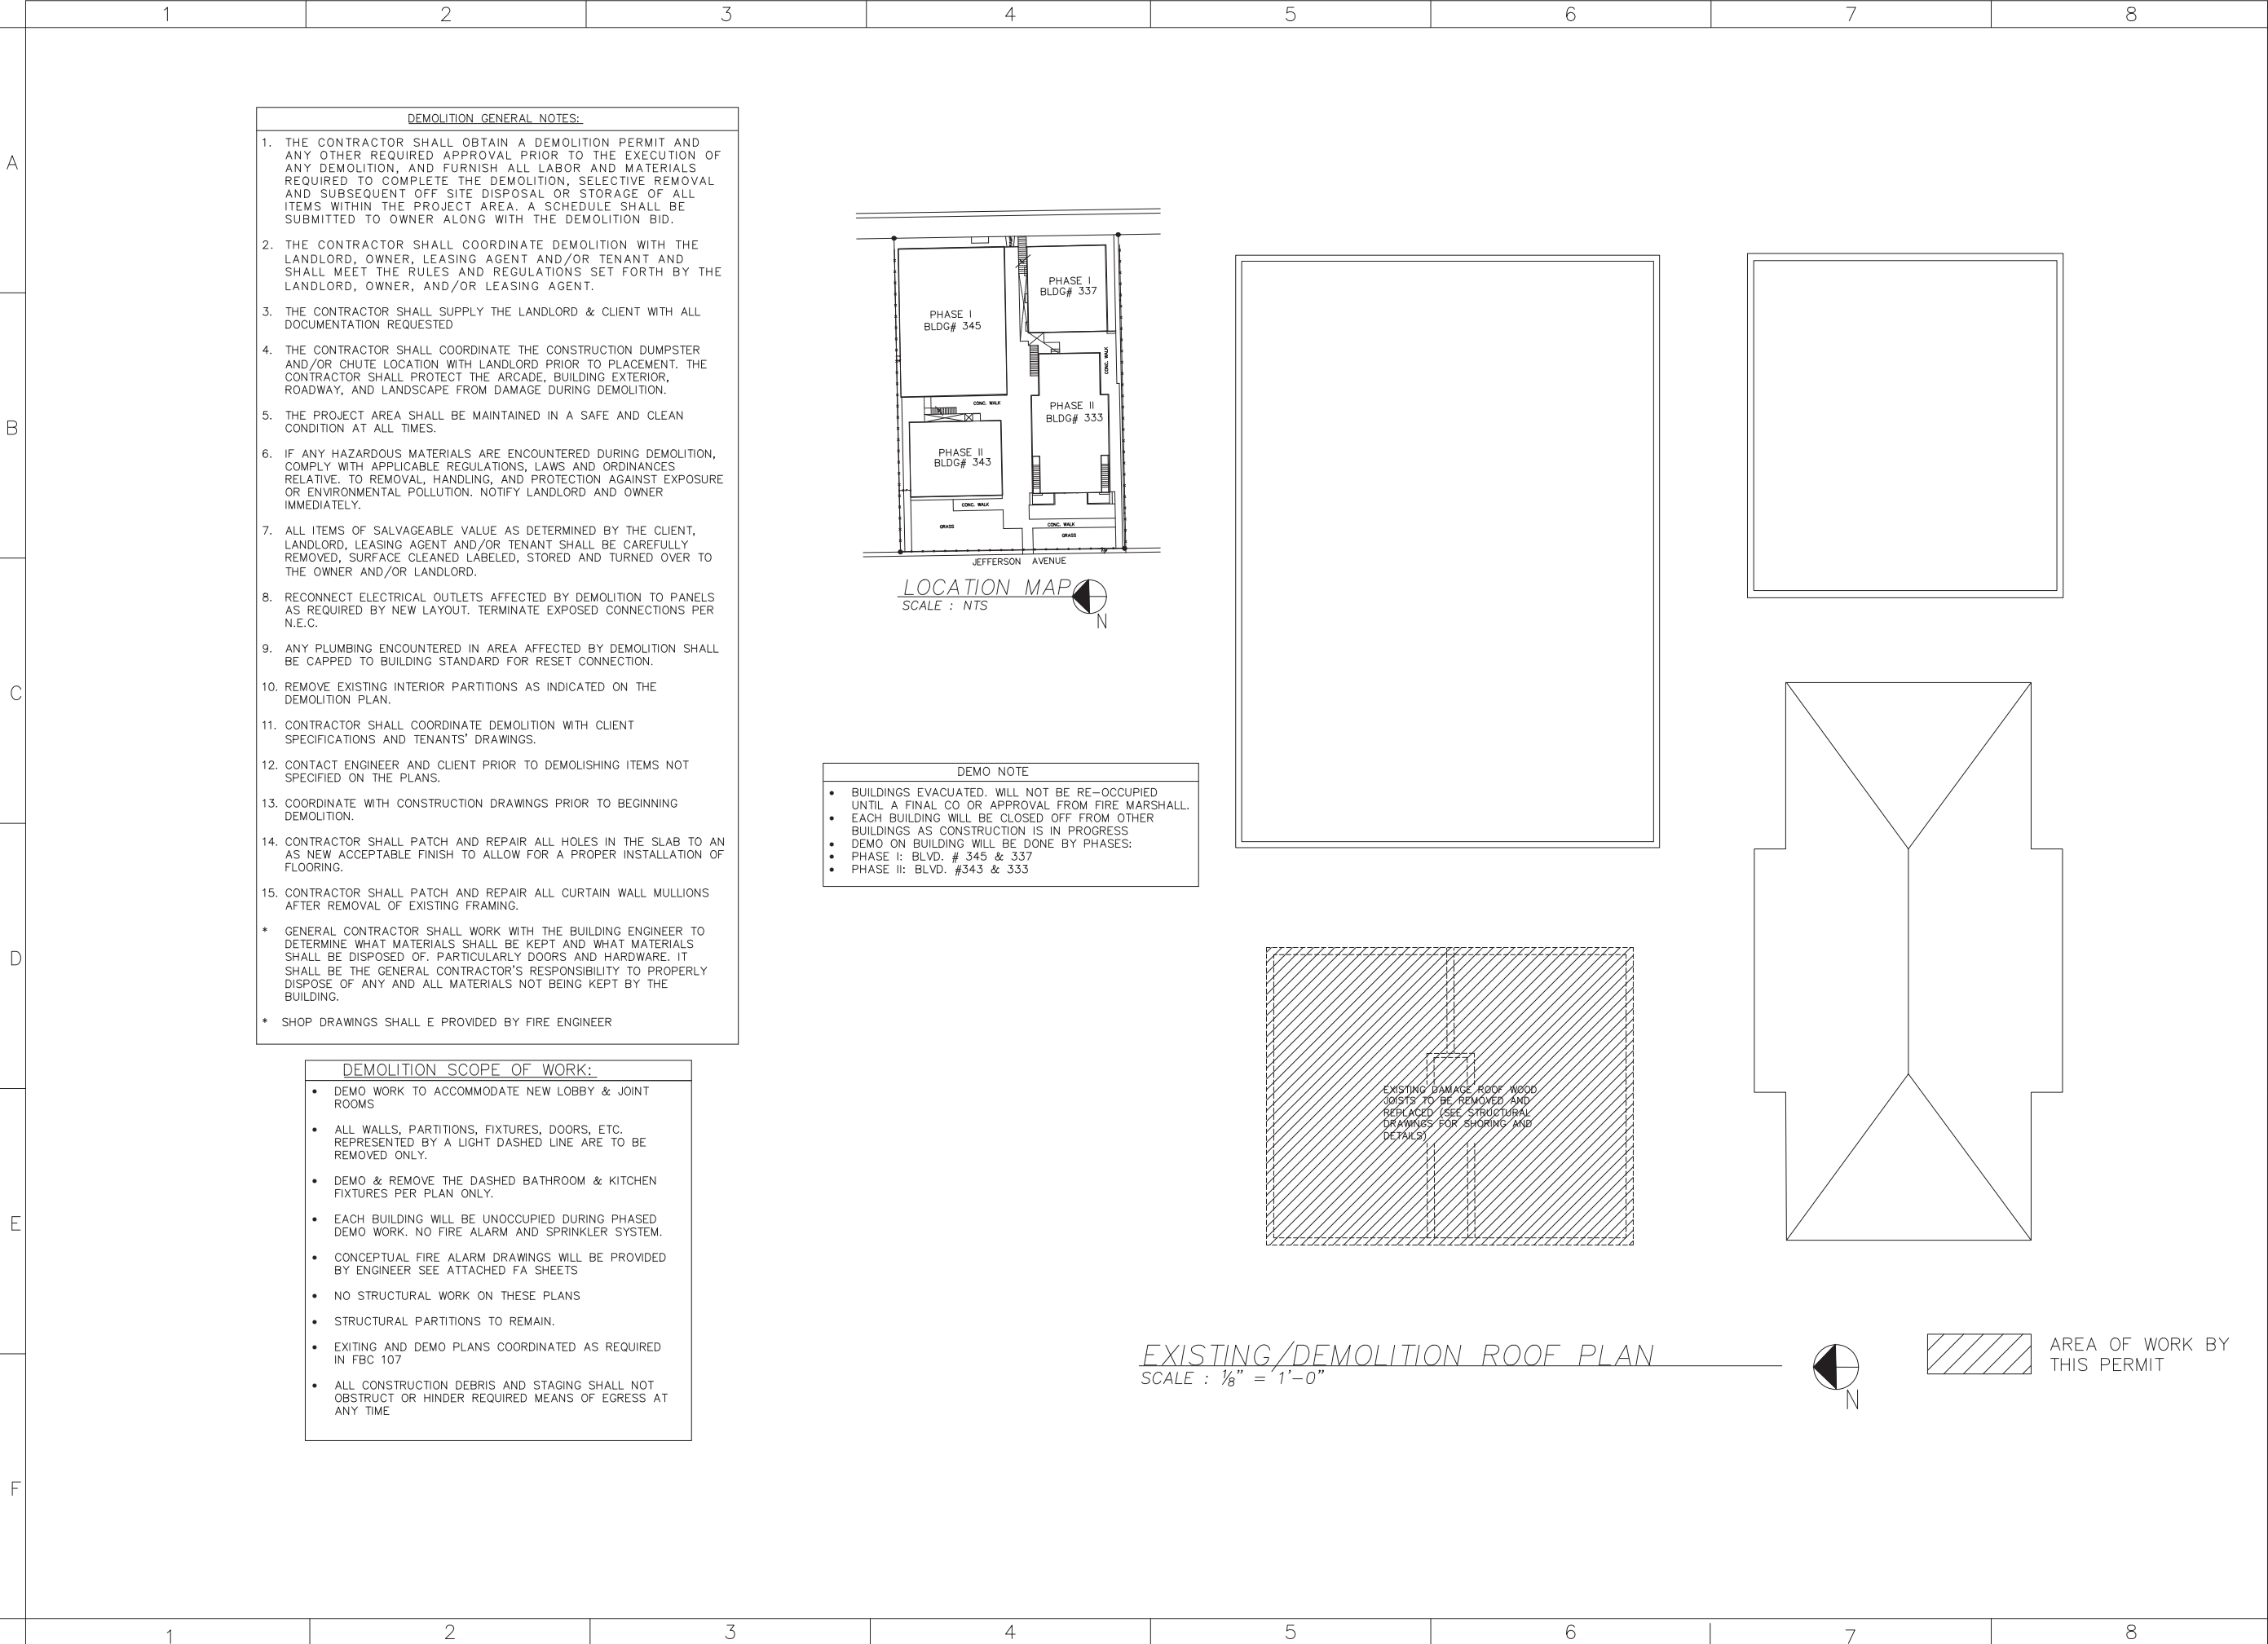 1 2 3 4 5 6 7 8
A
B
C
D
E
F
DEMOLITION GENERAL NOTES:
1. THE CONTRACTOR SHALL OBTAIN A DEMOLITION PERMIT AND
ANY OTHER REQUIRED APPROVAL PRIOR TO THE EXECUTION OF
ANY DEMOLITION, AND FURNISH ALL LABOR AND MATERIALS
REQUIRED TO COMPLETE THE DEMOLITION, SELECTIVE REMOVAL
AND SUBSEQUENT OFF SITE DISPOSAL OR STORAGE OF ALL
ITEMS WITHIN THE PROJECT AREA. A SCHEDULE SHALL BE
SUBMITTED TO OWNER ALONG WITH THE DEMOLITION BID.
2. THE CONTRACTOR SHALL COORDINATE DEMOLITION WITH THE
LANDLORD, OWNER, LEASING AGENT AND/OR TENANT AND
SHALL MEET THE RULES AND REGULATIONS SET FORTH BY THE
LANDLORD, OWNER, AND/OR LEASING AGENT.
3. THE CONTRACTOR SHALL SUPPLY THE LANDLORD & CLIENT WITH ALL
DOCUMENTATION REQUESTED
4. THE CONTRACTOR SHALL COORDINATE THE CONSTRUCTION DUMPSTER
AND/OR CHUTE LOCATION WITH LANDLORD PRIOR TO PLACEMENT. THE
CONTRACTOR SHALL PROTECT THE ARCADE, BUILDING EXTERIOR,
ROADWAY, AND LANDSCAPE FROM DAMAGE DURING DEMOLITION.
5. THE PROJECT AREA SHALL BE MAINTAINED IN A SAFE AND CLEAN
CONDITION AT ALL TIMES.
6. IF ANY HAZARDOUS MATERIALS ARE ENCOUNTERED DURING DEMOLITION,
COMPLY WITH APPLICABLE REGULATIONS, LAWS AND ORDINANCES
RELATIVE. TO REMOVAL, HANDLING, AND PROTECTION AGAINST EXPOSURE
OR ENVIRONMENTAL POLLUTION. NOTIFY LANDLORD AND OWNER
IMMEDIATELY.
7. ALL ITEMS OF SALVAGEABLE VALUE AS DETERMINED BY THE CLIENT,
LANDLORD, LEASING AGENT AND/OR TENANT SHALL BE CAREFULLY
REMOVED, SURFACE CLEANED LABELED, STORED AND TURNED OVER TO
THE OWNER AND/OR LANDLORD.
8. RECONNECT ELECTRICAL OUTLETS AFFECTED BY DEMOLITION TO PANELS
AS REQUIRED BY NEW LAYOUT. TERMINATE EXPOSED CONNECTIONS PER
N.E.C.
9. ANY PLUMBING ENCOUNTERED IN AREA AFFECTED BY DEMOLITION SHALL
BE CAPPED TO BUILDING STANDARD FOR RESET CONNECTION.
10. REMOVE EXISTING INTERIOR PARTITIONS AS INDICATED ON THE
DEMOLITION PLAN.
11. CONTRACTOR SHALL COORDINATE DEMOLITION WITH CLIENT
SPECIFICATIONS AND TENANTS' DRAWINGS.
12. CONTACT ENGINEER AND CLIENT PRIOR TO DEMOLISHING ITEMS NOT
SPECIFIED ON THE PLANS.
13. COORDINATE WITH CONSTRUCTION DRAWINGS PRIOR TO BEGINNING
DEMOLITION.
14. CONTRACTOR SHALL PATCH AND REPAIR ALL HOLES IN THE SLAB TO AN
AS NEW ACCEPTABLE FINISH TO ALLOW FOR A PROPER INSTALLATION OF
FLOORING.
15. CONTRACTOR SHALL PATCH AND REPAIR ALL CURTAIN WALL MULLIONS
AFTER REMOVAL OF EXISTING FRAMING.
* GENERAL CONTRACTOR SHALL WORK WITH THE BUILDING ENGINEER TO
DETERMINE WHAT MATERIALS SHALL BE KEPT AND WHAT MATERIALS
SHALL BE DISPOSED OF. PARTICULARLY DOORS AND HARDWARE. IT
SHALL BE THE GENERAL CONTRACTOR'S RESPONSIBILITY TO PROPERLY
DISPOSE OF ANY AND ALL MATERIALS NOT BEING KEPT BY THE
BUILDING.
* SHOP DRAWINGS SHALL E PROVIDED BY FIRE ENGINEER
DEMOLITION SCOPE OF WORK:
• DEMO WORK TO ACCOMMODATE NEW LOBBY & JOINT
ROOMS
• ALL WALLS, PARTITIONS, FIXTURES, DOORS, ETC.
REPRESENTED BY A LIGHT DASHED LINE ARE TO BE
REMOVED ONLY.
• DEMO & REMOVE THE DASHED BATHROOM & KITCHEN
FIXTURES PER PLAN ONLY.
• EACH BUILDING WILL BE UNOCCUPIED DURING PHASED
DEMO WORK. NO FIRE ALARM AND SPRINKLER SYSTEM.
• CONCEPTUAL FIRE ALARM DRAWINGS WILL BE PROVIDED
BY ENGINEER SEE ATTACHED FA SHEETS
• NO STRUCTURAL WORK ON THESE PLANS
• STRUCTURAL PARTITIONS TO REMAIN.
• EXITING AND DEMO PLANS COORDINATED AS REQUIRED
IN FBC 107
• ALL CONSTRUCTION DEBRIS AND STAGING SHALL NOT
OBSTRUCT OR HINDER REQUIRED MEANS OF EGRESS AT
ANY TIME
PHASE I
BLDG# 337
PHASE I
BLDG# 345
CONC. WALK
CONC. WALK
PHASE II
BLDG# 333
PHASE II
BLDG# 343
CONC. WALK
GRASS
CONC. WALK
GRASS
JEFFERSON AVENUE
LOCATION MAP
SCALE : NTS
N
DEMO NOTE
• BUILDINGS EVACUATED. WILL NOT BE RE-OCCUPIED
UNTIL A FINAL CO OR APPROVAL FROM FIRE MARSHALL.
• EACH BUILDING WILL BE CLOSED OFF FROM OTHER
BUILDINGS AS CONSTRUCTION IS IN PROGRESS
• DEMO ON BUILDING WILL BE DONE BY PHASES:
• PHASE I: BLVD. # 345 & 337
• PHASE II: BLVD. #343 & 333
EXISTING DAMAGE ROOF WOOD
JOISTS TO BE REMOVED AND
REPLACED (SEE STRUCTURAL
DRAWINGS FOR SHORING AND
DETAILS)
EXISTING/DEMOLITION ROOF PLAN
SCALE : ⅛" = 1'-0"
N
AREA OF WORK BY
THIS PERMIT
1 2 3 4 5 6 7 8